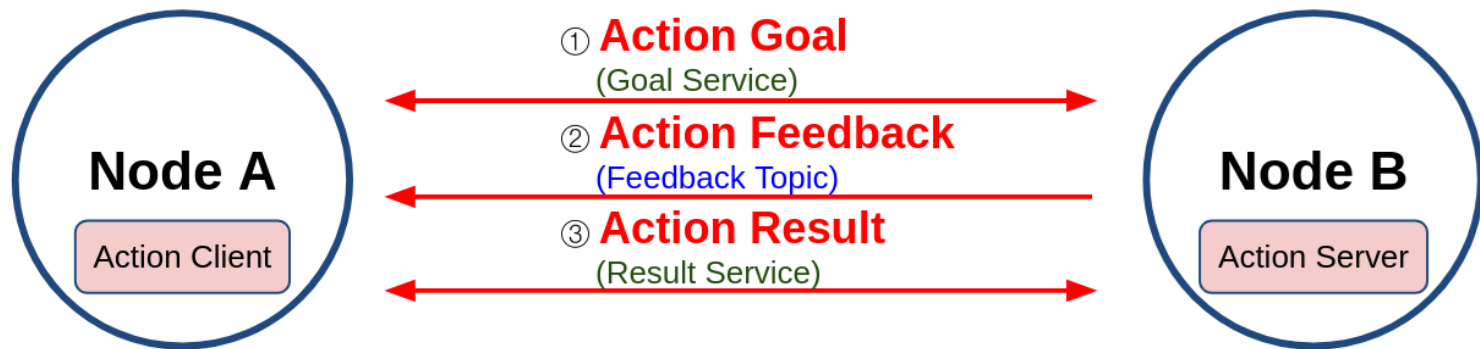 ① Action Goal
(Goal Service)
② Action Feedback
(Feedback Topic)
③ Action Result
(Result Service)
Node A
Action Client
Node B
Action Server